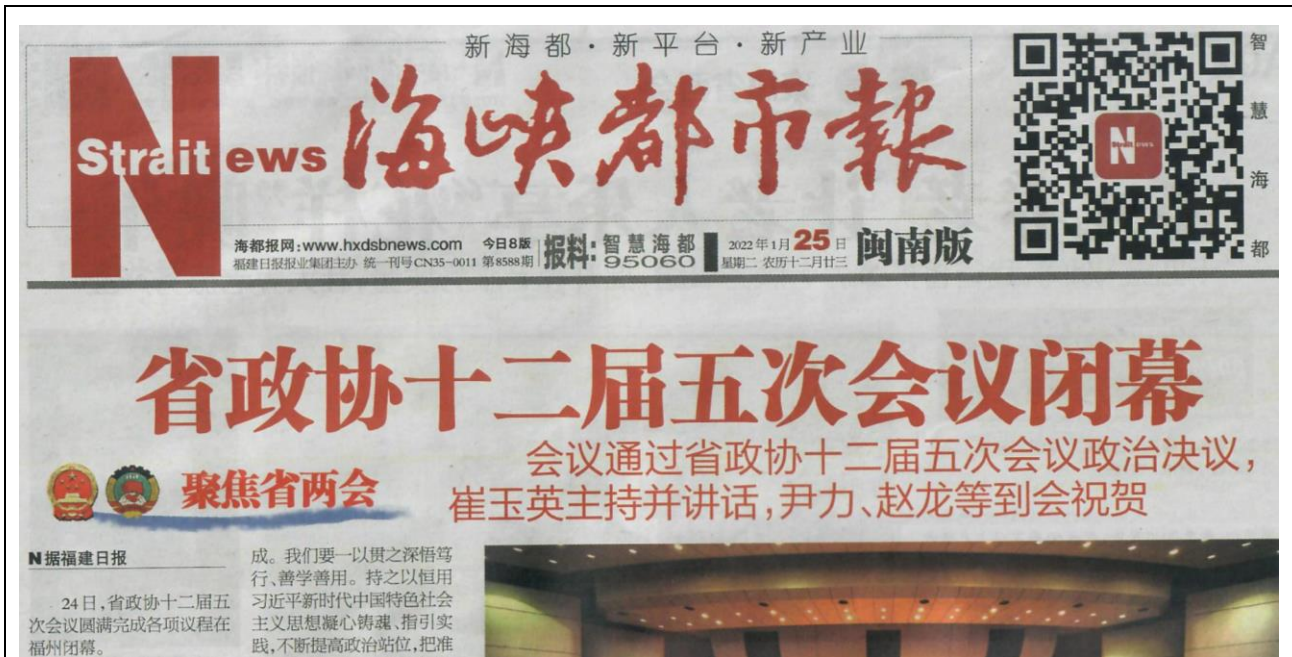 新海都·新平台·新产业
N
Strait ews
海峡都市報
智慧海都
N
Strait ews
海都报网:www.hxdsbnews.com 今日8版
福建日报报业集团主办 统一刊号CN35-0011 第8588期
报料:
智慧海都
95060
2022年1月25日
星期二 农历十二月廿三
闽南版
省政协十二届五次会议闭幕
会议通过省政协十二届五次会议政治决议,
崔玉英主持并讲话,尹力、赵龙等到会祝贺
聚焦省两会
N据福建日报
24日,省政协十二届五
次会议圆满完成各项议程在
福州闭幕。
成。我们要一以贯之深悟笃
行、善学善用。持之以恒用
习近平新时代中国特色社会
主义思想凝心铸魂、指引实
践,不断提高政治站位,把准